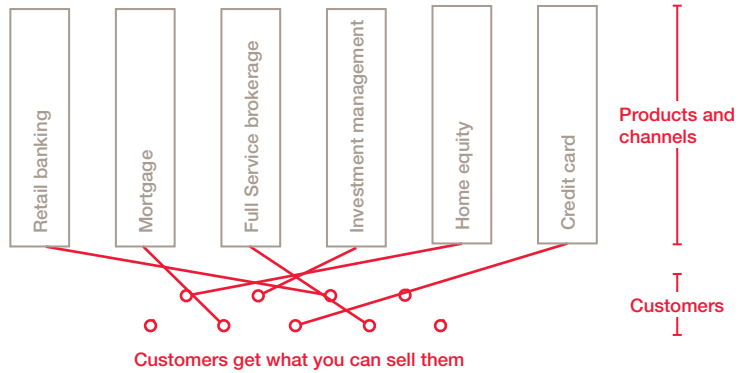 Retail banking
Mortgage
Full Service brokerage
Investment management
Home equity
Credit card
Products and
channels
Customers
Customers get what you can sell them